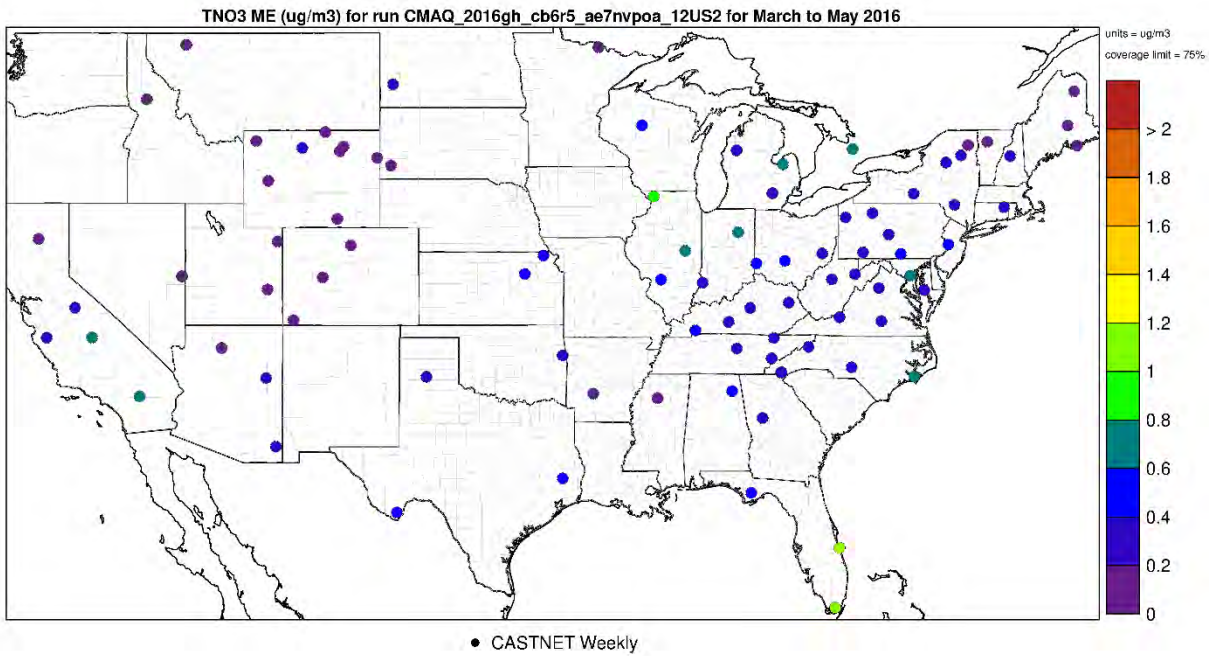 TNO3 ME (ug/m3) for run CMAQ_2016gh_cb6r5_ae7nvpoa_12US2 for March to May 2016
units = ug/m3
coverage limit = 75%
> 2
1.8
1.6
1.4
1.2
1
0.8
0.6
0.4
0.2
0
CASTNET Weekly